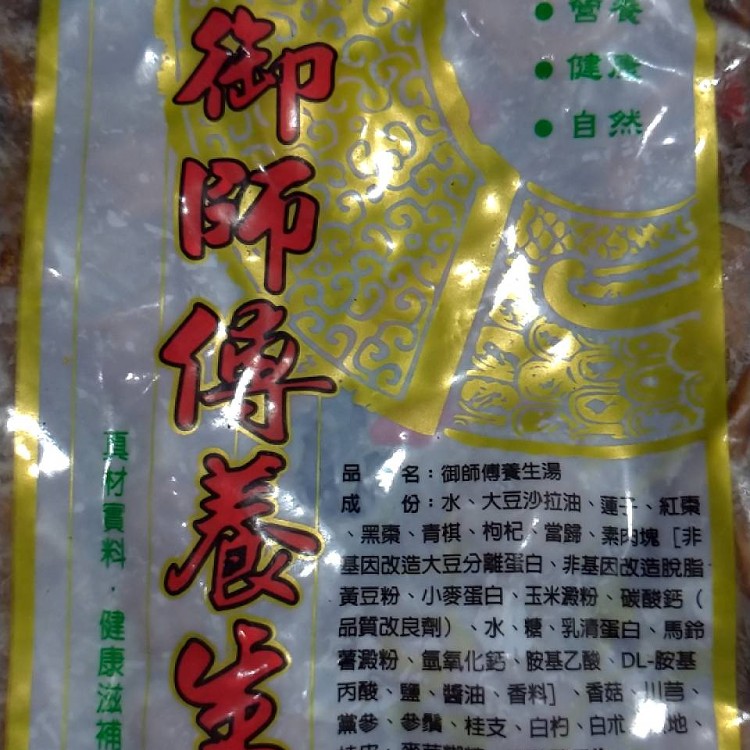 營養
健康
自然
御師傅養生
真材實料．健康滋補
品　　名：御師傅養生湯
成　　份：水、大豆沙拉油、蓮子、紅棗
、黑棗、青棋、枸杞、當歸、素肉塊［非
基因改造大豆分離蛋白、非基因改造脫脂
黃豆粉、小麥蛋白、玉米澱粉、碳酸鈣（
品質改良劑）、水、糖、乳清蛋白、馬鈴
薯澱粉、氫氧化鈣、胺基乙酸、DL-胺基
丙酸、鹽、醬油、香料］、香菇、川芎、
黨參、參鬚、桂支、白杓、白朮、地、